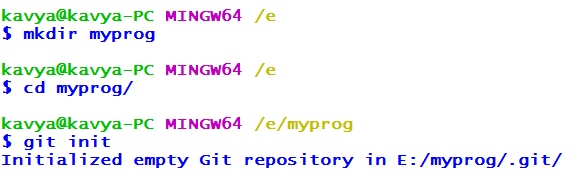 kavya@kavya-PC MINGW64 /e
$ mkdir myprog
kavya@kavya-PC MINGW64 /e
$ cd myprog/
kavya@kavya-PC MINGW64 /e/myprog
$ git init
Initialized empty Git repository in E:/myprog/.git/